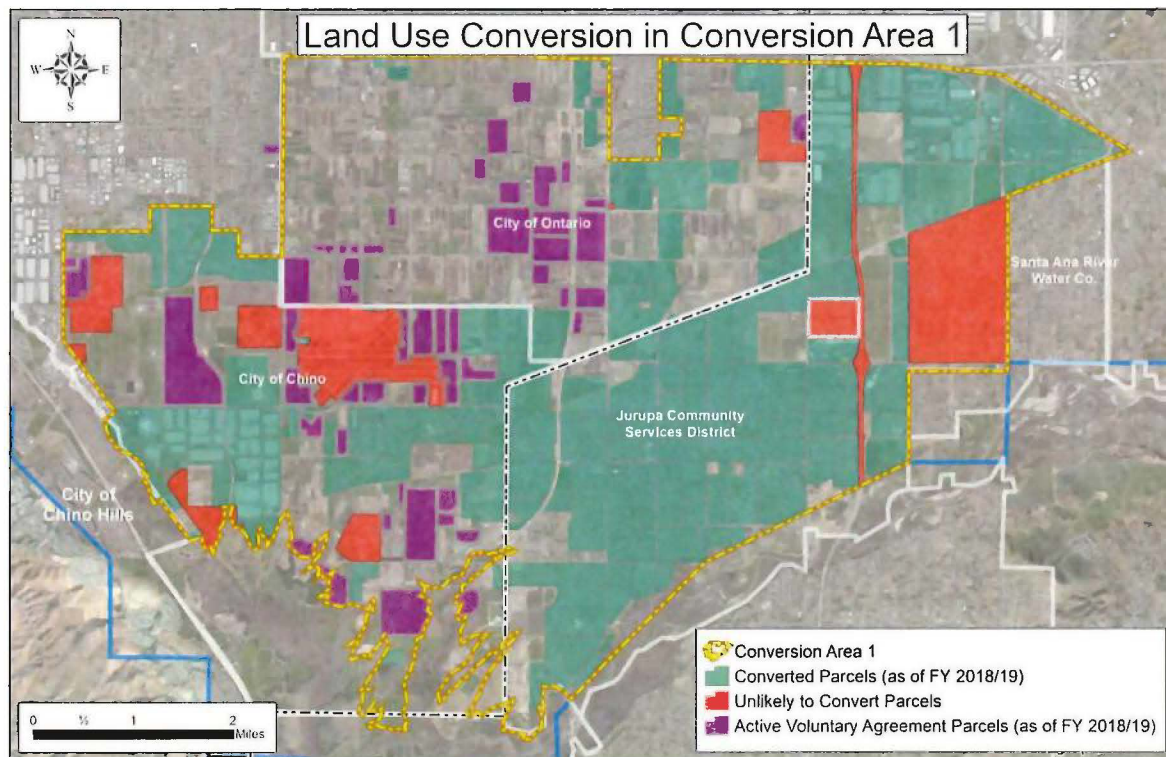 Land Use Conversion in Conversion Area 1
N
W
E
S
City of Ontario
Santa Ana River
Water Co.
City of Chino
Jurupa Community
Services District
City of
Chino Hills
Conversion Area 1
Converted Parcels (as of FY 2018/19)
Unlikely to Convert Parcels
Active Voluntary Agreement Parcels (as of FY 2018/19)
0 ½ 1 2
Miles